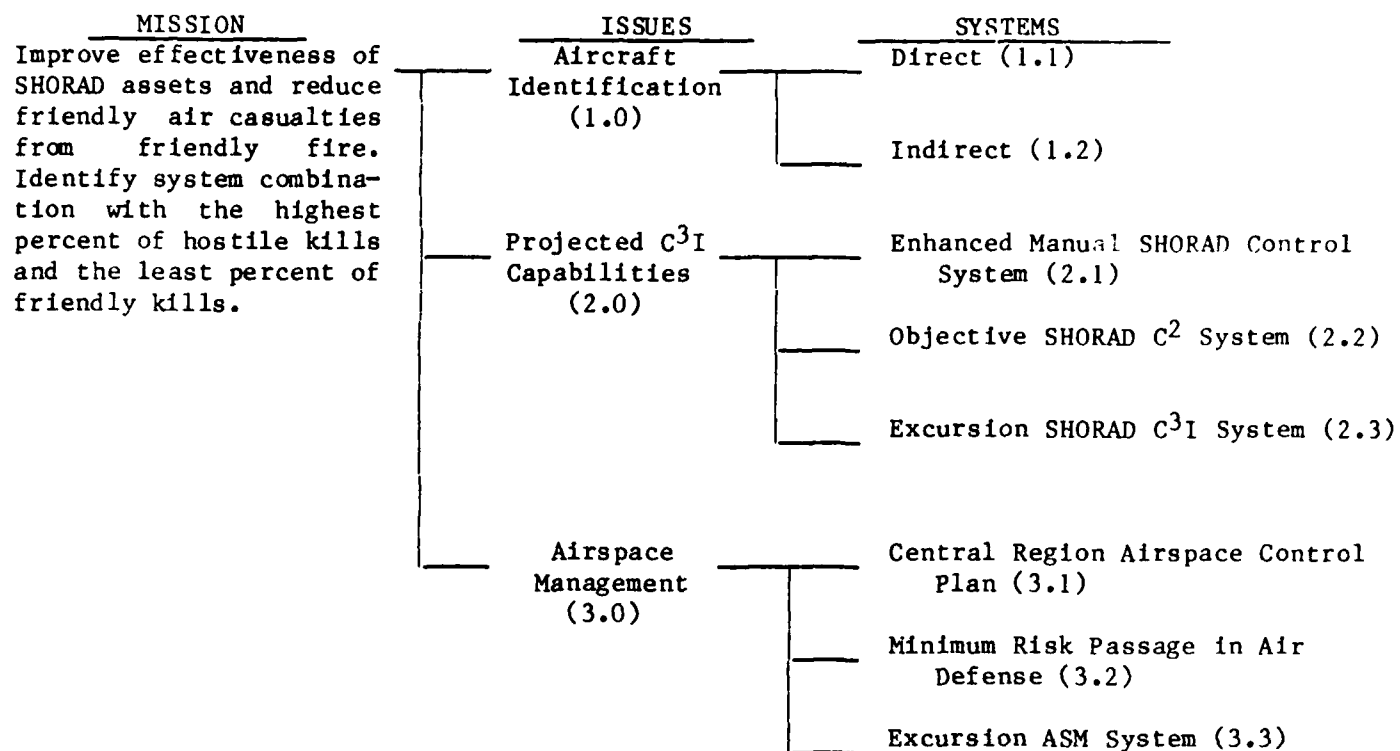 MISSION
Improve effectiveness of
SHORAD assets and reduce
friendly air casualties
from friendly fire.
Identify system combina-
tion with the highest
percent of hostile kills
and the least percent of
friendly kills.
ISSUES
Aircraft
Identification
(1.0)
Projected C³I
Capabilities
(2.0)
Airspace
Management
(3.0)
SYSTEMS
Direct (1.1)
Indirect (1.2)
Enhanced Manual SHORAD Control
System (2.1)
Objective SHORAD C² System (2.2)
Excursion SHORAD C³I System (2.3)
Central Region Airspace Control
Plan (3.1)
Minimum Risk Passage in Air
Defense (3.2)
Excursion ASM System (3.3)